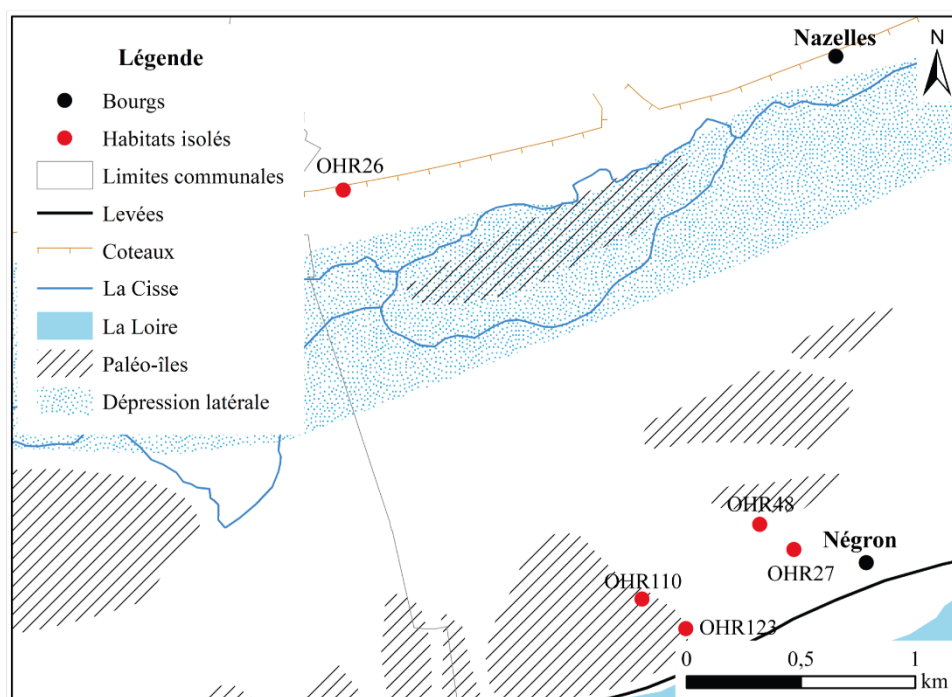 Légende
Bourgs
Habitats isolés
Limites communales
Levées
Coteaux
La Cisse
La Loire
Paléo-îles
Dépression latérale
Nazelles
N
OHR26
OHR48
Négron
OHR27
OHR110
OHR123
0 0,5 1
km